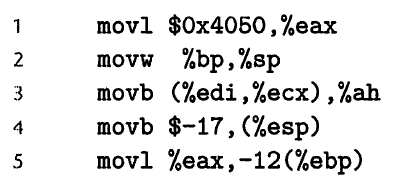 1 movl $0x4050,%eax
2 movw %bp,%sp
3 movb (%edi,%ecx),%ah
4 movb $-17,(%esp)
5 movl %eax,-12(%ebp)